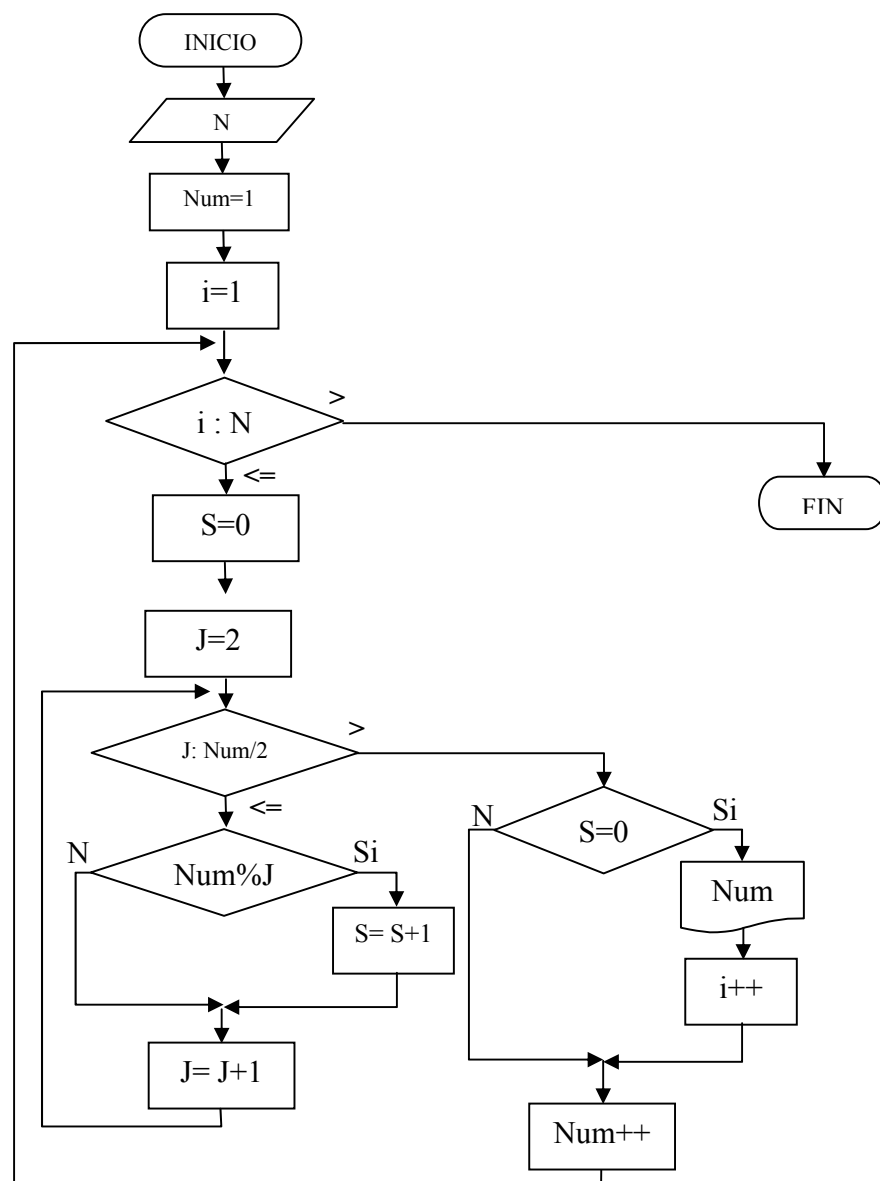 INICIO
N
Num=1
i=1
i : N
>
<=
S=0
FIN
J=2
J: Num/2
>
<=
N
Num%J
Si
S= S+1
J= J+1
N
S=0
Si
Num
i++
Num++